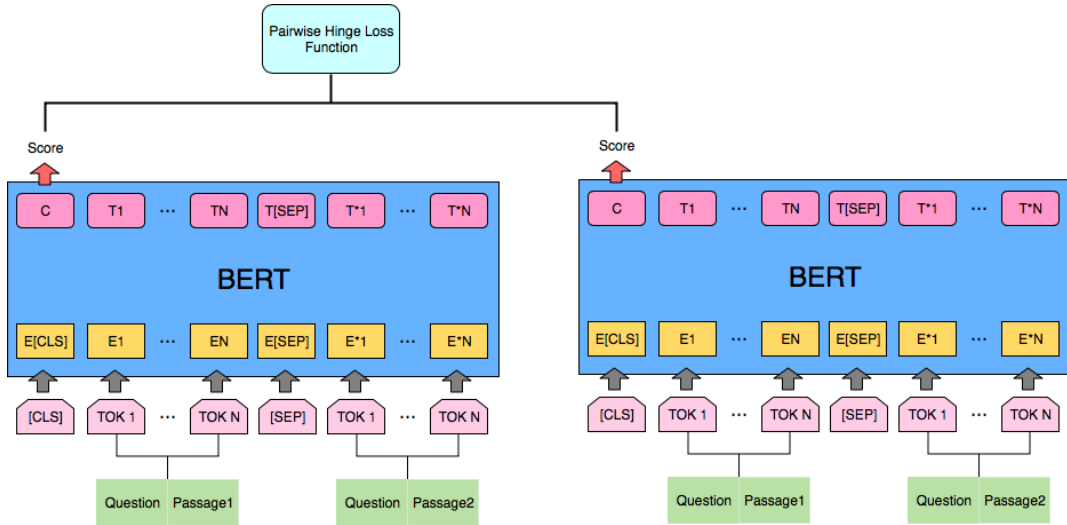 Pairwise Hinge Loss
Function
Score Score
C T1 ... TN T[SEP] T*1 ... T*N C T1 ... TN T[SEP] T*1 ... T*N
BERT BERT
E[CLS] E1 ... EN E[SEP] E*1 ... E*N E[CLS] E1 ... EN E[SEP] E*1 ... E*N
[CLS] TOK 1 ... TOK N [SEP] TOK 1 ... TOK N [CLS] TOK 1 ... TOK N [SEP] TOK 1 ... TOK N
Question Passage1 Question Passage2 Question Passage1 Question Passage2